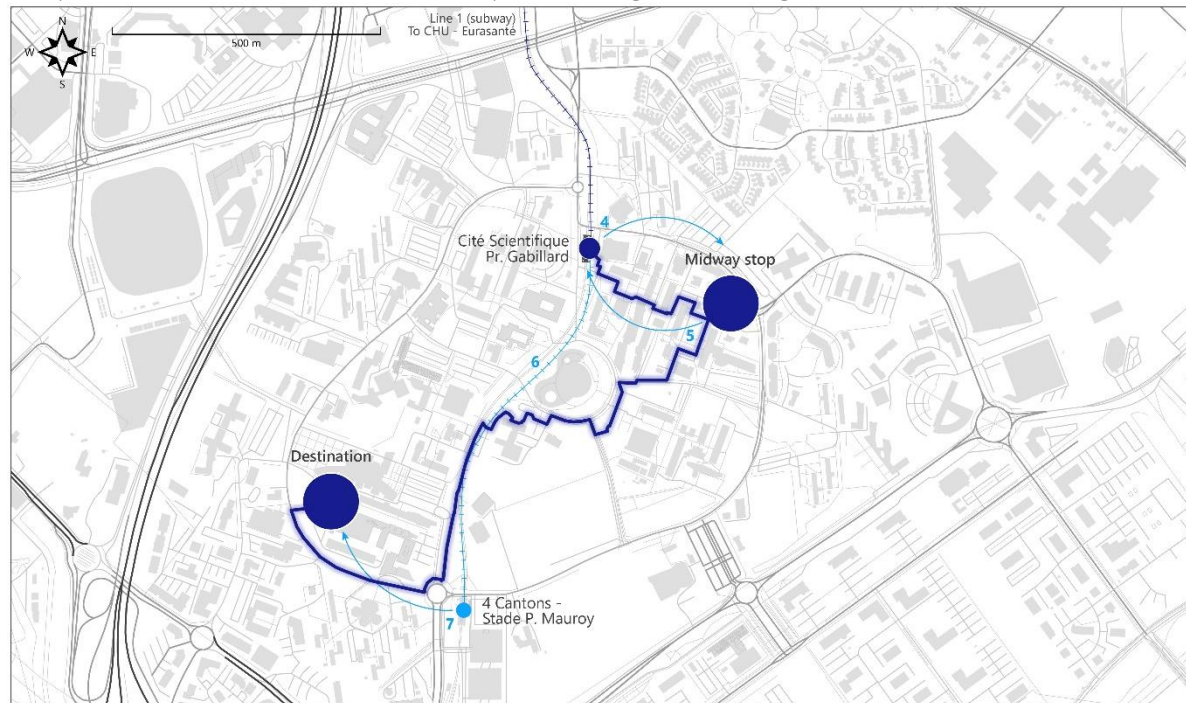 N
W
E
S
500 m
Line 1 (subway)
To CHU - Eurasanté
4
Cité Scientifique
Pr. Gabillard
Midway stop
5
6
Destination
4 Cantons -
Stade P. Mauroy
7